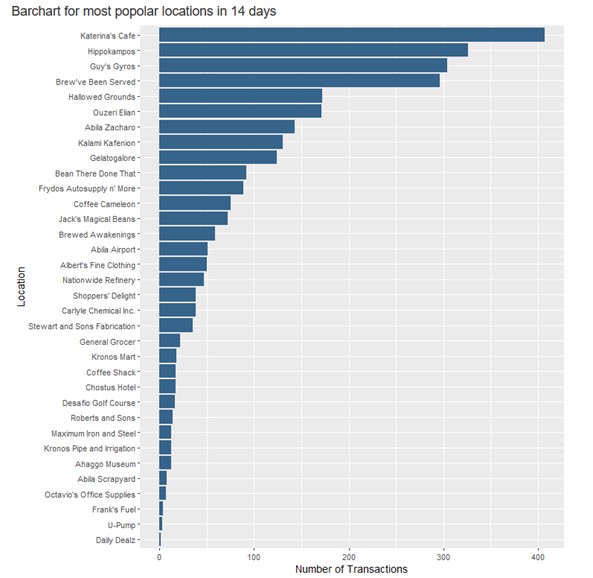 Barchart for most popolar locations in 14 days
Katerina's Cafe
Hippokampos
Guy's Gyros
Brew've Been Served
Hallowed Grounds
Ouzeri Elian
Abila Zacharo
Kalami Kafenion
Gelatogalore
Bean There Done That
Frydos Autosupply n' More
Coffee Cameleon
Jack's Magical Beans
Brewed Awakenings
Abila Airport
Albert's Fine Clothing
Nationwide Refinery
Shoppers' Delight
Carlyle Chemical Inc.
Stewart and Sons Fabrication
General Grocer
Kronos Mart
Coffee Shack
Chostus Hotel
Desafio Golf Course
Roberts and Sons
Maximum Iron and Steel
Kronos Pipe and Irrigation
Ahaggo Museum
Abila Scrapyard
Octavio's Office Supplies
Frank's Fuel
U-Pump
Daily Dealz
Location
0 100 200 300 400
Number of Transactions